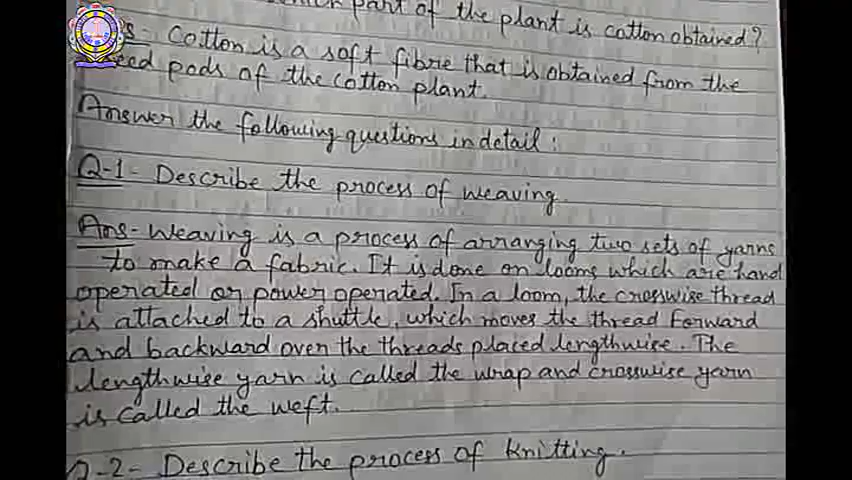 which part of the plant is cotton obtained?
Cotton is a soft fibre that is obtained from the
seed pods of the cotton plant.
Answer the following questions in detail :
Q-1- Describe the process of weaving.
Ans- Weaving is a process of arranging two sets of yarns
to make a fabric. It is done on looms which are hand
operated or power operated. In a loom, the crosswise thread
is attached to a shuttle, which moves the thread forward
and backward over the threads placed lengthwise. The
lengthwise yarn is called the wrap and crosswise yarn
is called the weft.
Q-2- Describe the process of knitting.